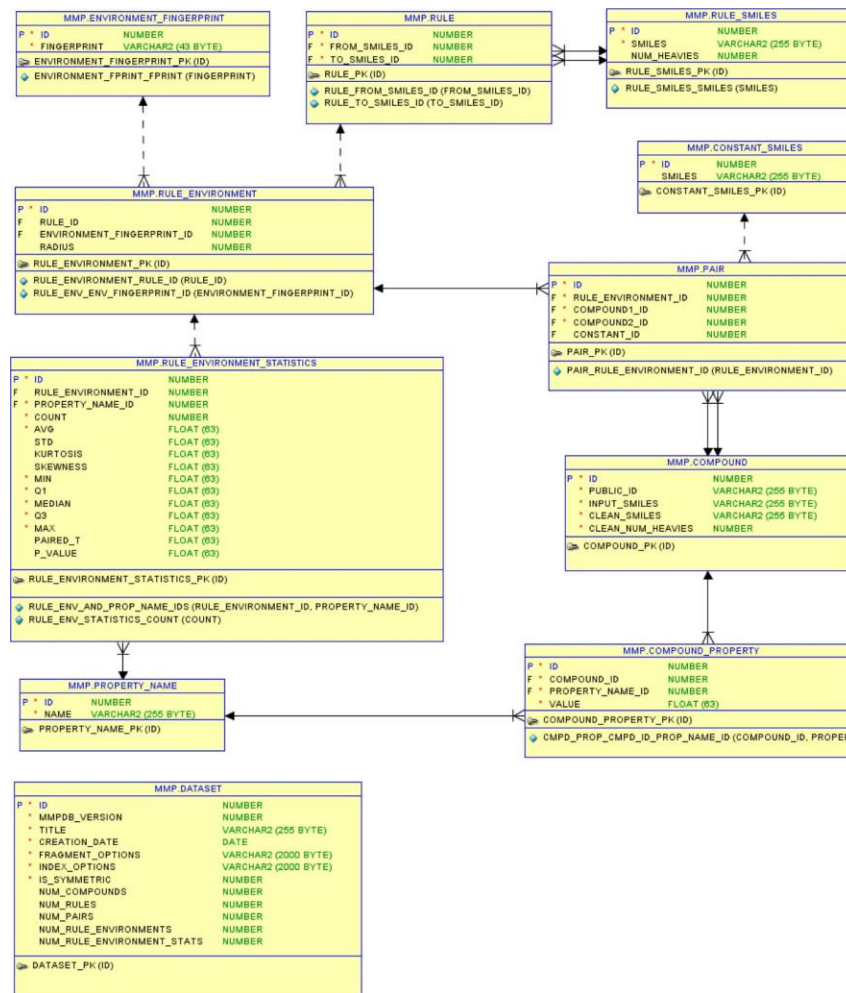 MMP.ENVIRONMENT_FINGERPRINT
P * ID NUMBER
* FINGERPRINT VARCHAR2 (43 BYTE)
ENVIRONMENT_FINGERPRINT_PK (ID)
ENVIRONMENT_FPRINT_FPRINT (FINGERPRINT)
MMP.RULE
P * ID NUMBER
F * FROM_SMILES_ID NUMBER
F * TO_SMILES_ID NUMBER
RULE_PK (ID)
RULE_FROM_SMILES_ID (FROM_SMILES_ID)
RULE_TO_SMILES_ID (TO_SMILES_ID)
MMP.RULE_SMILES
P * ID NUMBER
* SMILES VARCHAR2 (255 BYTE)
NUM_HEAVIES NUMBER
RULE_SMILES_PK (ID)
RULE_SMILES_SMILES (SMILES)
MMP.CONSTANT_SMILES
P * ID NUMBER
SMILES VARCHAR2 (255 BYTE)
CONSTANT_SMILES_PK (ID)
MMP.RULE_ENVIRONMENT
P * ID NUMBER
F RULE_ID NUMBER
F ENVIRONMENT_FINGERPRINT_ID NUMBER
RADIUS NUMBER
RULE_ENVIRONMENT_PK (ID)
RULE_ENVIRONMENT_RULE_ID (RULE_ID)
RULE_ENV_ENV_FINGERPRINT_ID (ENVIRONMENT_FINGERPRINT_ID)
MMP.PAIR
P * ID NUMBER
F * RULE_ENVIRONMENT_ID NUMBER
F * COMPOUND1_ID NUMBER
F * COMPOUND2_ID NUMBER
F CONSTANT_ID NUMBER
PAIR_PK (ID)
PAIR_RULE_ENVIRONMENT_ID (RULE_ENVIRONMENT_ID)
MMP.RULE_ENVIRONMENT_STATISTICS
P * ID NUMBER
F RULE_ENVIRONMENT_ID NUMBER
F * PROPERTY_NAME_ID NUMBER
* COUNT NUMBER
* AVG FLOAT (63)
STD FLOAT (63)
KURTOSIS FLOAT (63)
SKEWNESS FLOAT (63)
* MIN FLOAT (63)
* Q1 FLOAT (63)
* MEDIAN FLOAT (63)
* Q3 FLOAT (63)
* MAX FLOAT (63)
PAIRED_T FLOAT (63)
P_VALUE FLOAT (63)
RULE_ENVIRONMENT_STATISTICS_PK (ID)
RULE_ENV_AND_PROP_NAME_IDS (RULE_ENVIRONMENT_ID, PROPERTY_NAME_ID)
RULE_ENV_STATISTICS_COUNT (COUNT)
MMP.COMPOUND
P * ID NUMBER
* PUBLIC_ID VARCHAR2 (255 BYTE)
* INPUT_SMILES VARCHAR2 (255 BYTE)
* CLEAN_SMILES VARCHAR2 (255 BYTE)
* CLEAN_NUM_HEAVIES NUMBER
COMPOUND_PK (ID)
MMP.PROPERTY_NAME
P * ID NUMBER
* NAME VARCHAR2 (255 BYTE)
PROPERTY_NAME_PK (ID)
MMP.COMPOUND_PROPERTY
P * ID NUMBER
F * COMPOUND_ID NUMBER
F * PROPERTY_NAME_ID NUMBER
* VALUE FLOAT (63)
COMPOUND_PROPERTY_PK (ID)
CMPD_PROP_CMPD_ID_PROP_NAME_ID (COMPOUND_ID, PROPE
MMP.DATASET
P * ID NUMBER
* MMPDB_VERSION NUMBER
* TITLE VARCHAR2 (255 BYTE)
* CREATION_DATE DATE
* FRAGMENT_OPTIONS VARCHAR2 (2000 BYTE)
* INDEX_OPTIONS VARCHAR2 (2000 BYTE)
* IS_SYMMETRIC NUMBER
NUM_COMPOUNDS NUMBER
NUM_RULES NUMBER
NUM_PAIRS NUMBER
NUM_RULE_ENVIRONMENTS NUMBER
NUM_RULE_ENVIRONMENT_STATS NUMBER
DATASET_PK (ID)